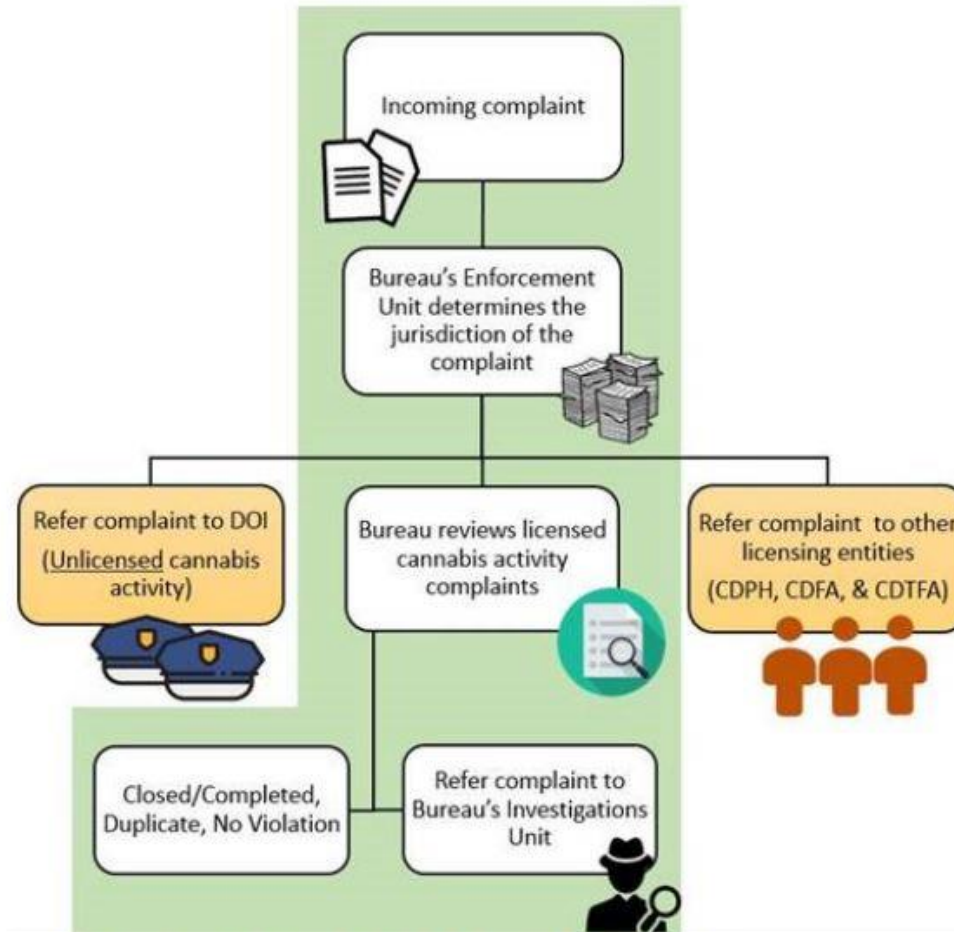 Incoming complaint
Bureau's Enforcement
Unit determines the
jurisdiction of the
complaint
Refer complaint to DOI
(Unlicensed cannabis
activity)
Bureau reviews licensed
cannabis activity
complaints
Refer complaint to other
licensing entities
(CDPH, CDFA, & CDTFA)
Closed/Completed,
Duplicate, No Violation
Refer complaint to
Bureau's Investigations
Unit